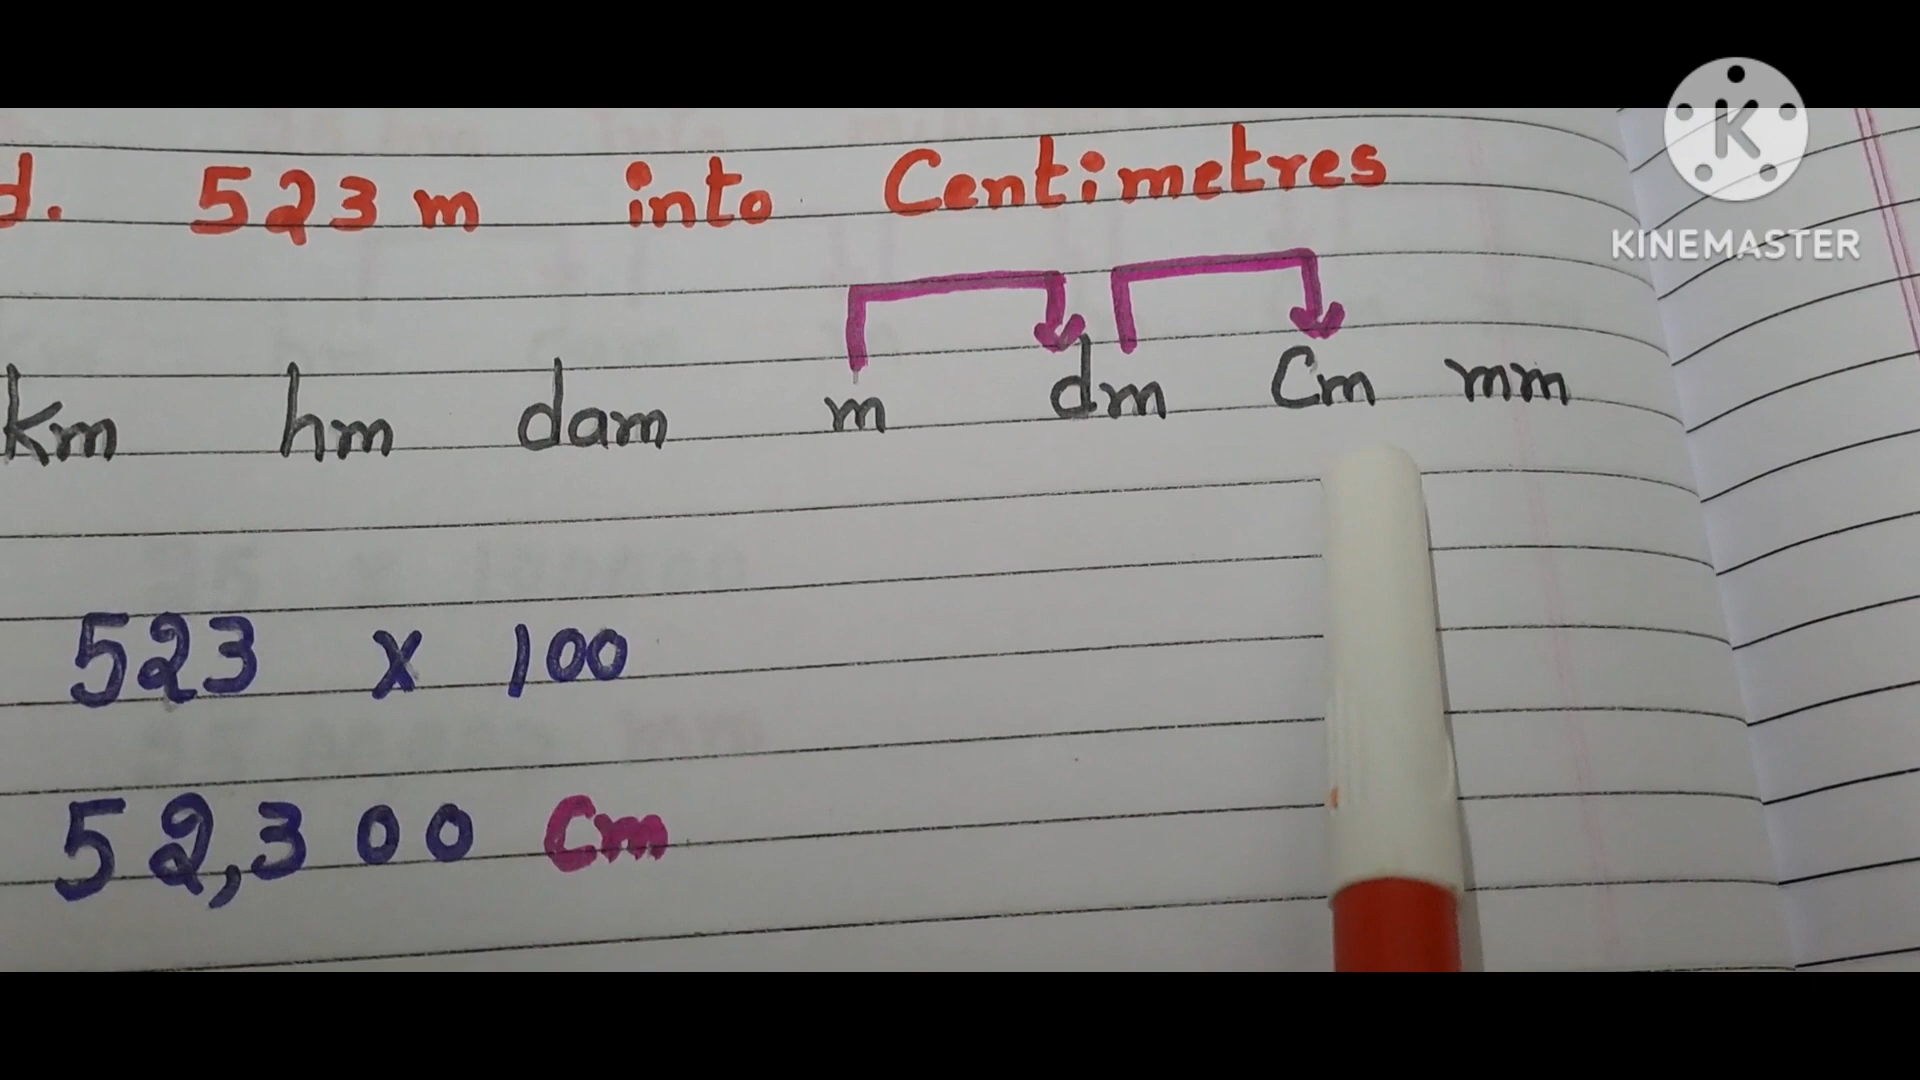 d. 523 m into Centimetres
KINEMASTER
km hm dam m dm Cm mm
523 x 100
52,300 Cm